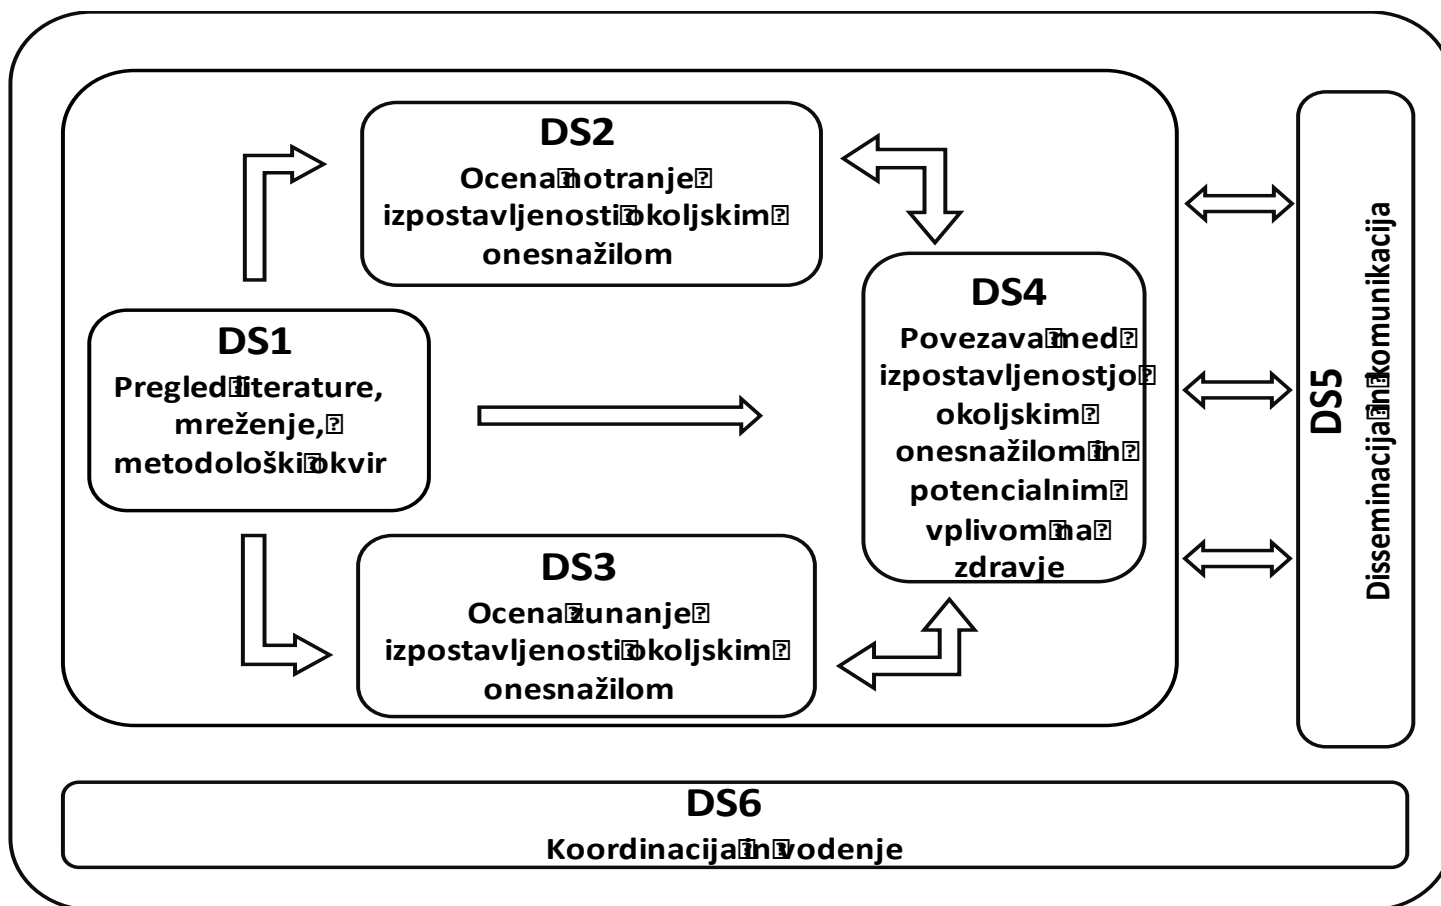 DS2
Ocena notranje
izpostavljenosti okoljskim
onesnažilom
DS1
Pregled literature,
mreženje,
metodološki okvir
DS4
Povezava med
izpostavljenostjo
okoljskim
onesnažilom in
potencialnim
vplivom na
zdravje
DS3
Ocena zunanje
izpostavljenosti okoljskim
onesnažilom
DS5
Disseminacija in komunikacija
DS6
Koordinacija in vodenje